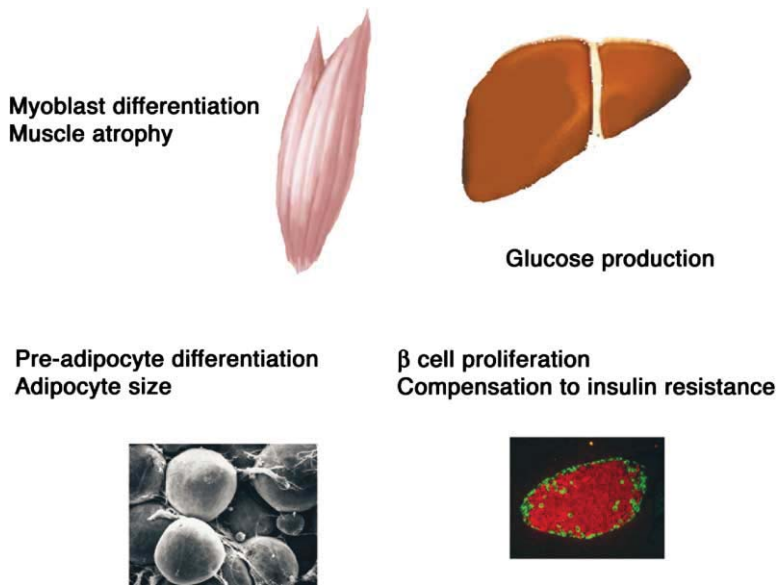 Myoblast differentiation
Muscle atrophy
Glucose production
Pre-adipocyte differentiation
Adipocyte size
β cell proliferation
Compensation to insulin resistance